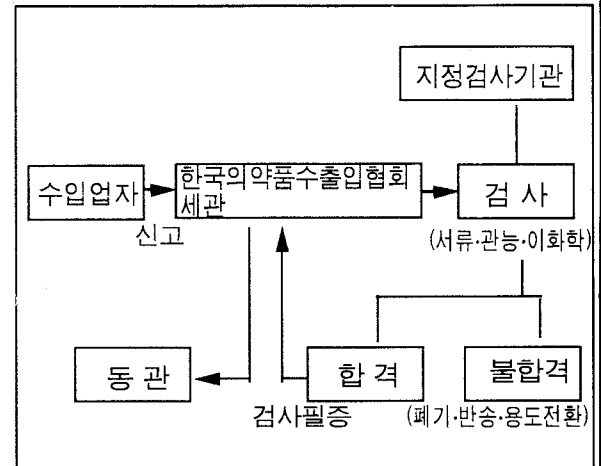 지정검사기관
수입업자
한국의약품수출입협회
세관
검 사
신고
(서류·관능·이화학)
동 관
합 격
불합격
검사필증
(폐기·반송·용도전환)